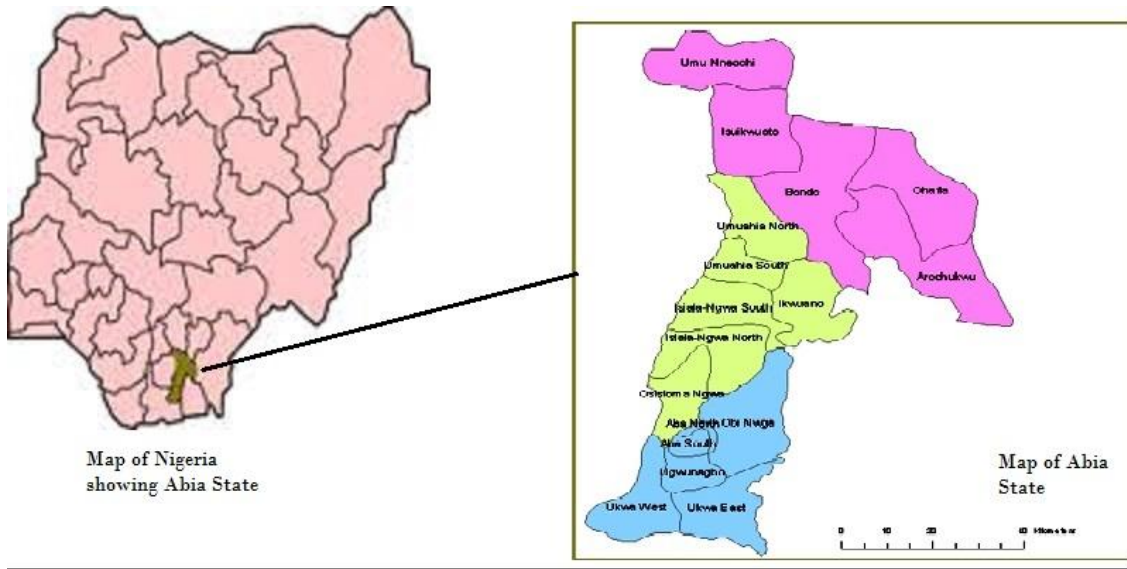 Map of Nigeria
showing Abia State
Umu Nneochi
Isuikwuoto
Bende
Ohafia
Umuahia North
Arochukwu
Umuahia South
Isiala-Ngwa South
Ikwuano
Isiala-Ngwa North
Osisioma Ngwa
Aba North
Obi Nwga
Aba South
Ugwunagbo
Ukwa West
Ukwa East
Map of Abia
State
0 10 20 40 Kilometers